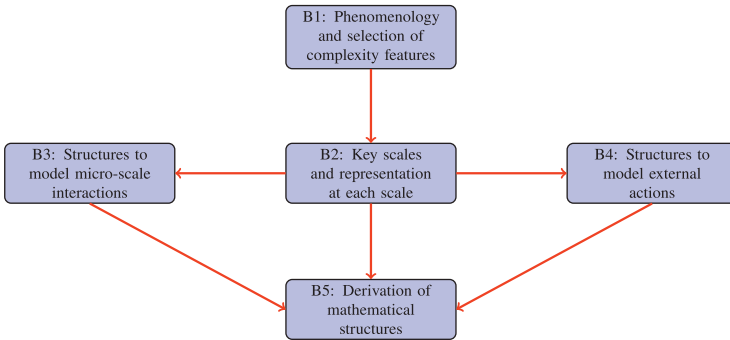 B1: Phenomenology
and selection of
complexity features
B3: Structures to
model micro-scale
interactions
B2: Key scales
and representation
at each scale
B4: Structures to
model external
actions
B5: Derivation of
mathematical
structures